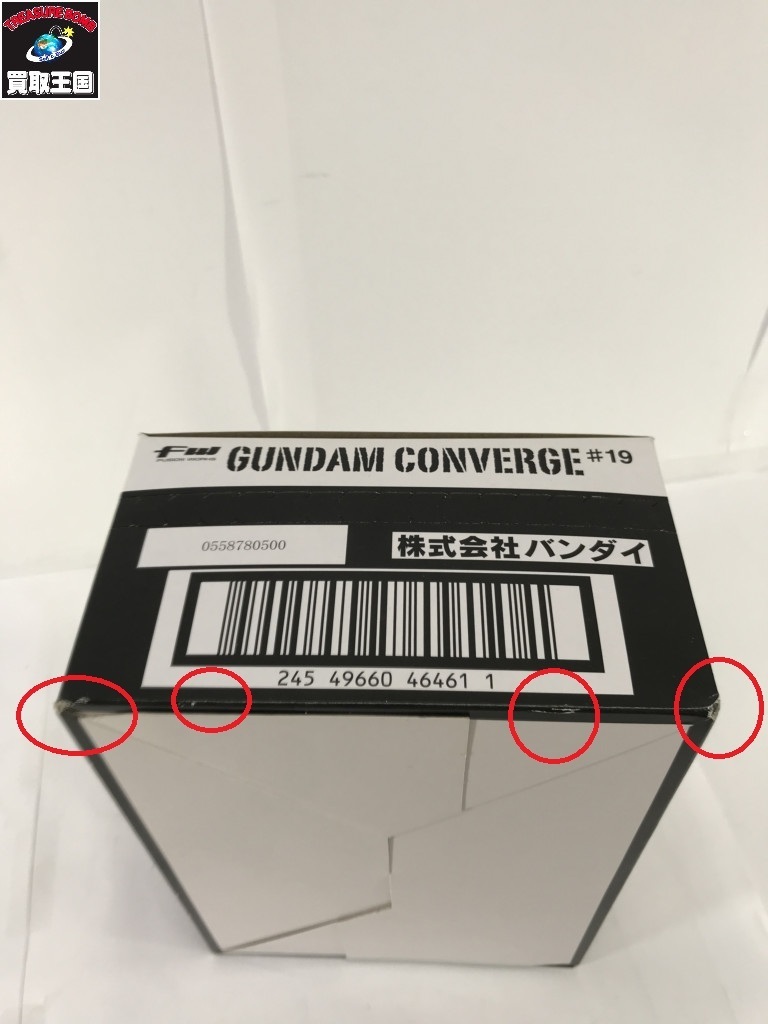 TREASURE BOMB
買取王国
FW
FUSION WORKS
GUNDAM CONVERGE #19
0558780500
株式会社バンダイ
245 49660 46461 1